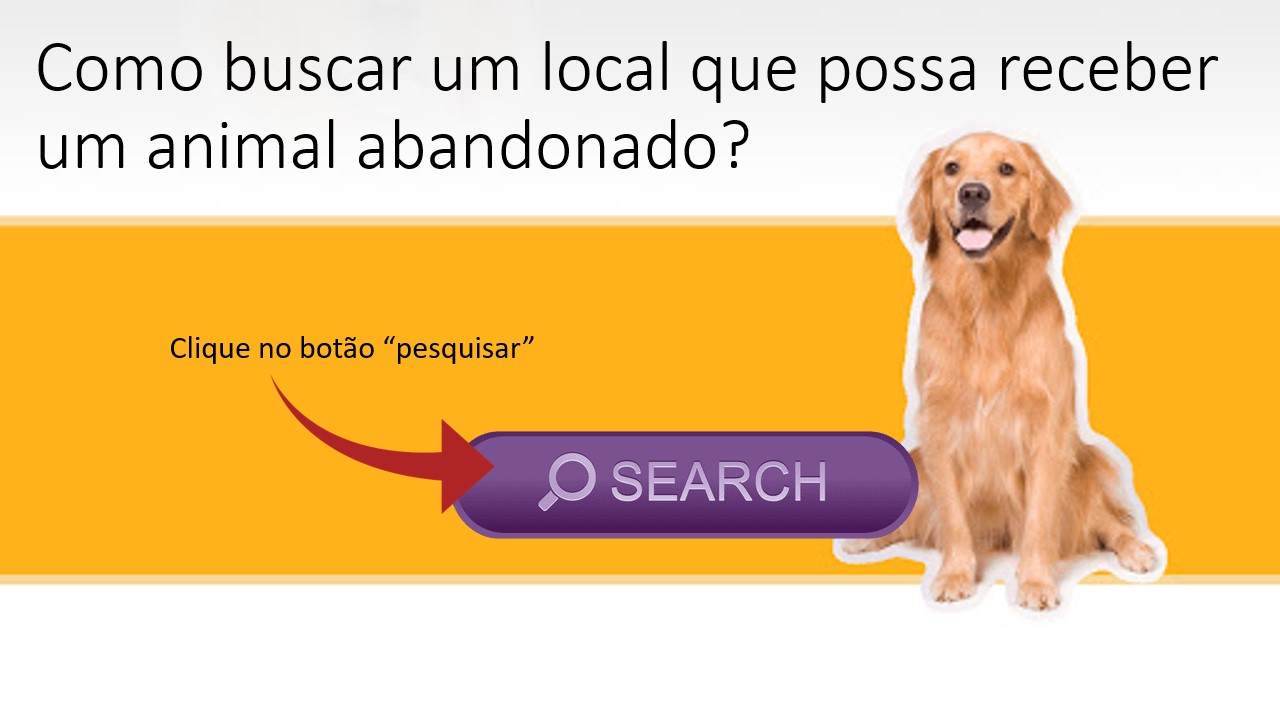 Como buscar um local que possa receber
um animal abandonado?
Clique no botão “pesquisar”
SEARCH